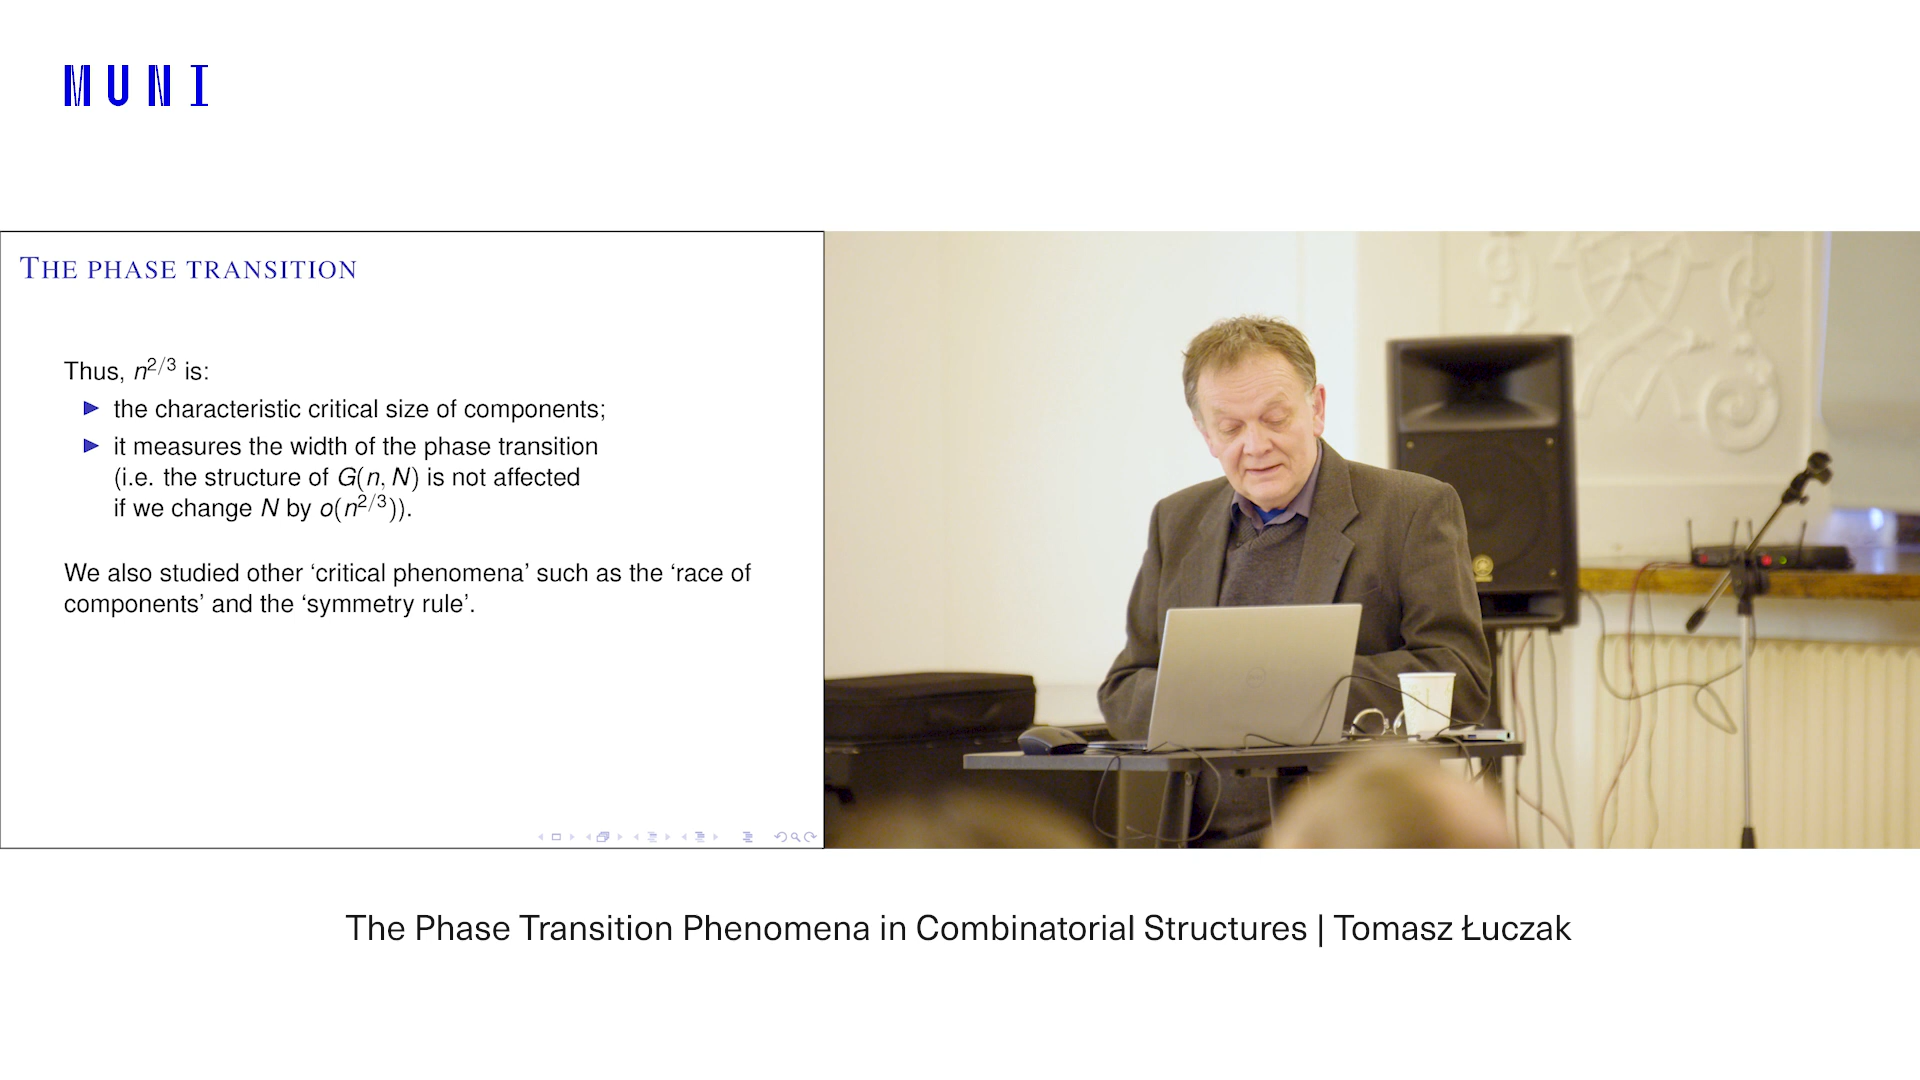 MUNI
THE PHASE TRANSITION
Thus, n^{2/3} is:
▶ the characteristic critical size of components;
▶ it measures the width of the phase transition
(i.e. the structure of G(n, N) is not affected
if we change N by o(n^{2/3})).
We also studied other ‘critical phenomena’ such as the ‘race of
components’ and the ‘symmetry rule’.
The Phase Transition Phenomena in Combinatorial Structures | Tomasz Łuczak